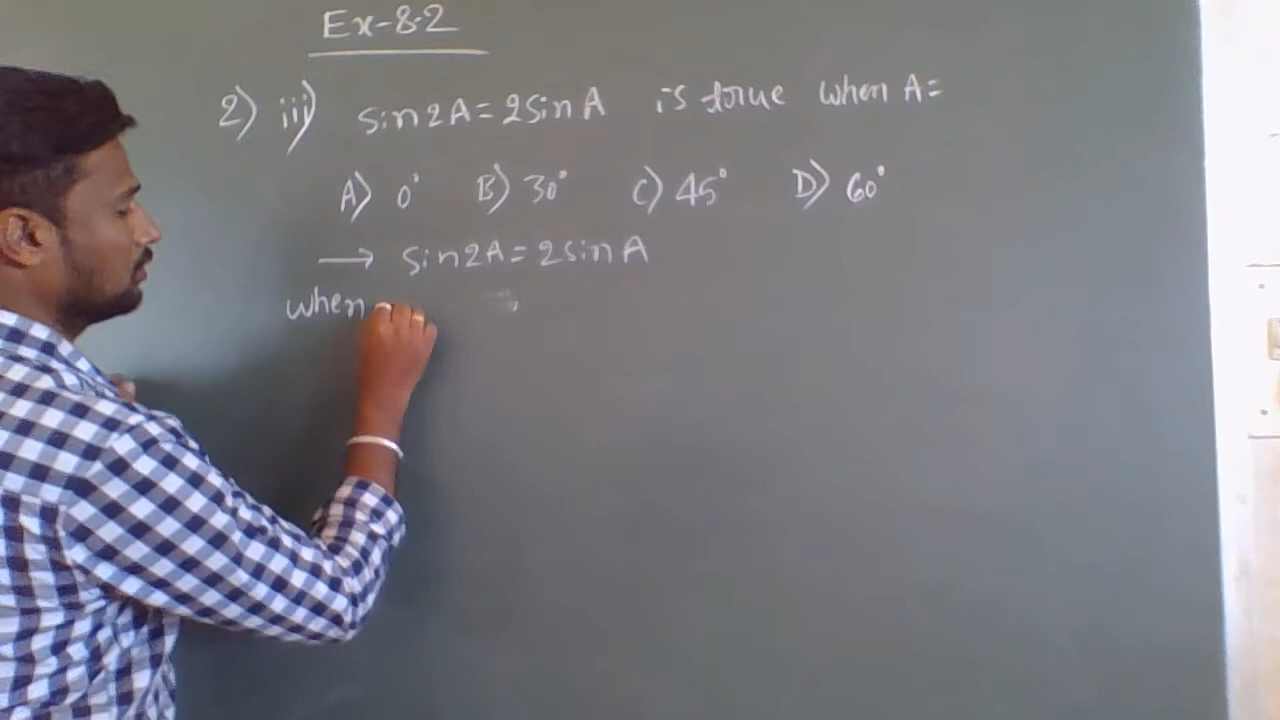 Ex-8.2
2) iii) sin2A=2sinA is true when A=
A) 0° B) 30° C) 45° D) 60°
→ sin2A=2sinA
when